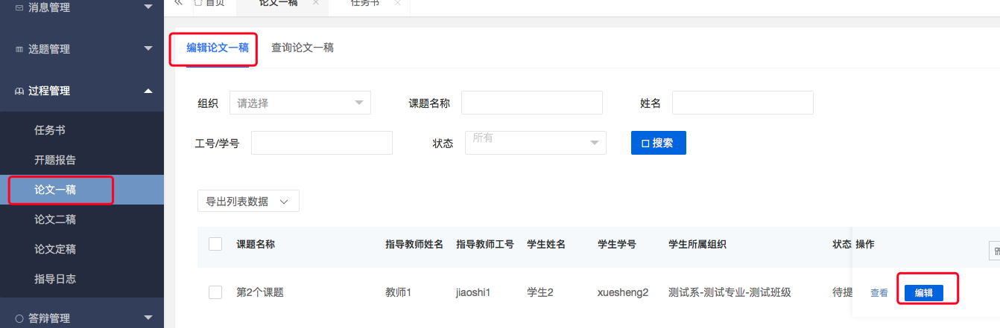 消息管理
首页 论文一稿 任务书
选题管理
编辑论文一稿 查询论文一稿
过程管理
组织 请选择 课题名称 姓名
任务书
工号/学号 状态 所有 搜索
开题报告
论文一稿
导出列表数据
论文二稿
课题名称 指导教师姓名 指导教师工号 学生姓名 学生学号 学生所属组织 状态 操作
论文定稿
指导日志
第2个课题 教师1 jiaoshi1 学生2 xuesheng2 测试系-测试专业-测试班级 待提 查看 编辑
答辩管理